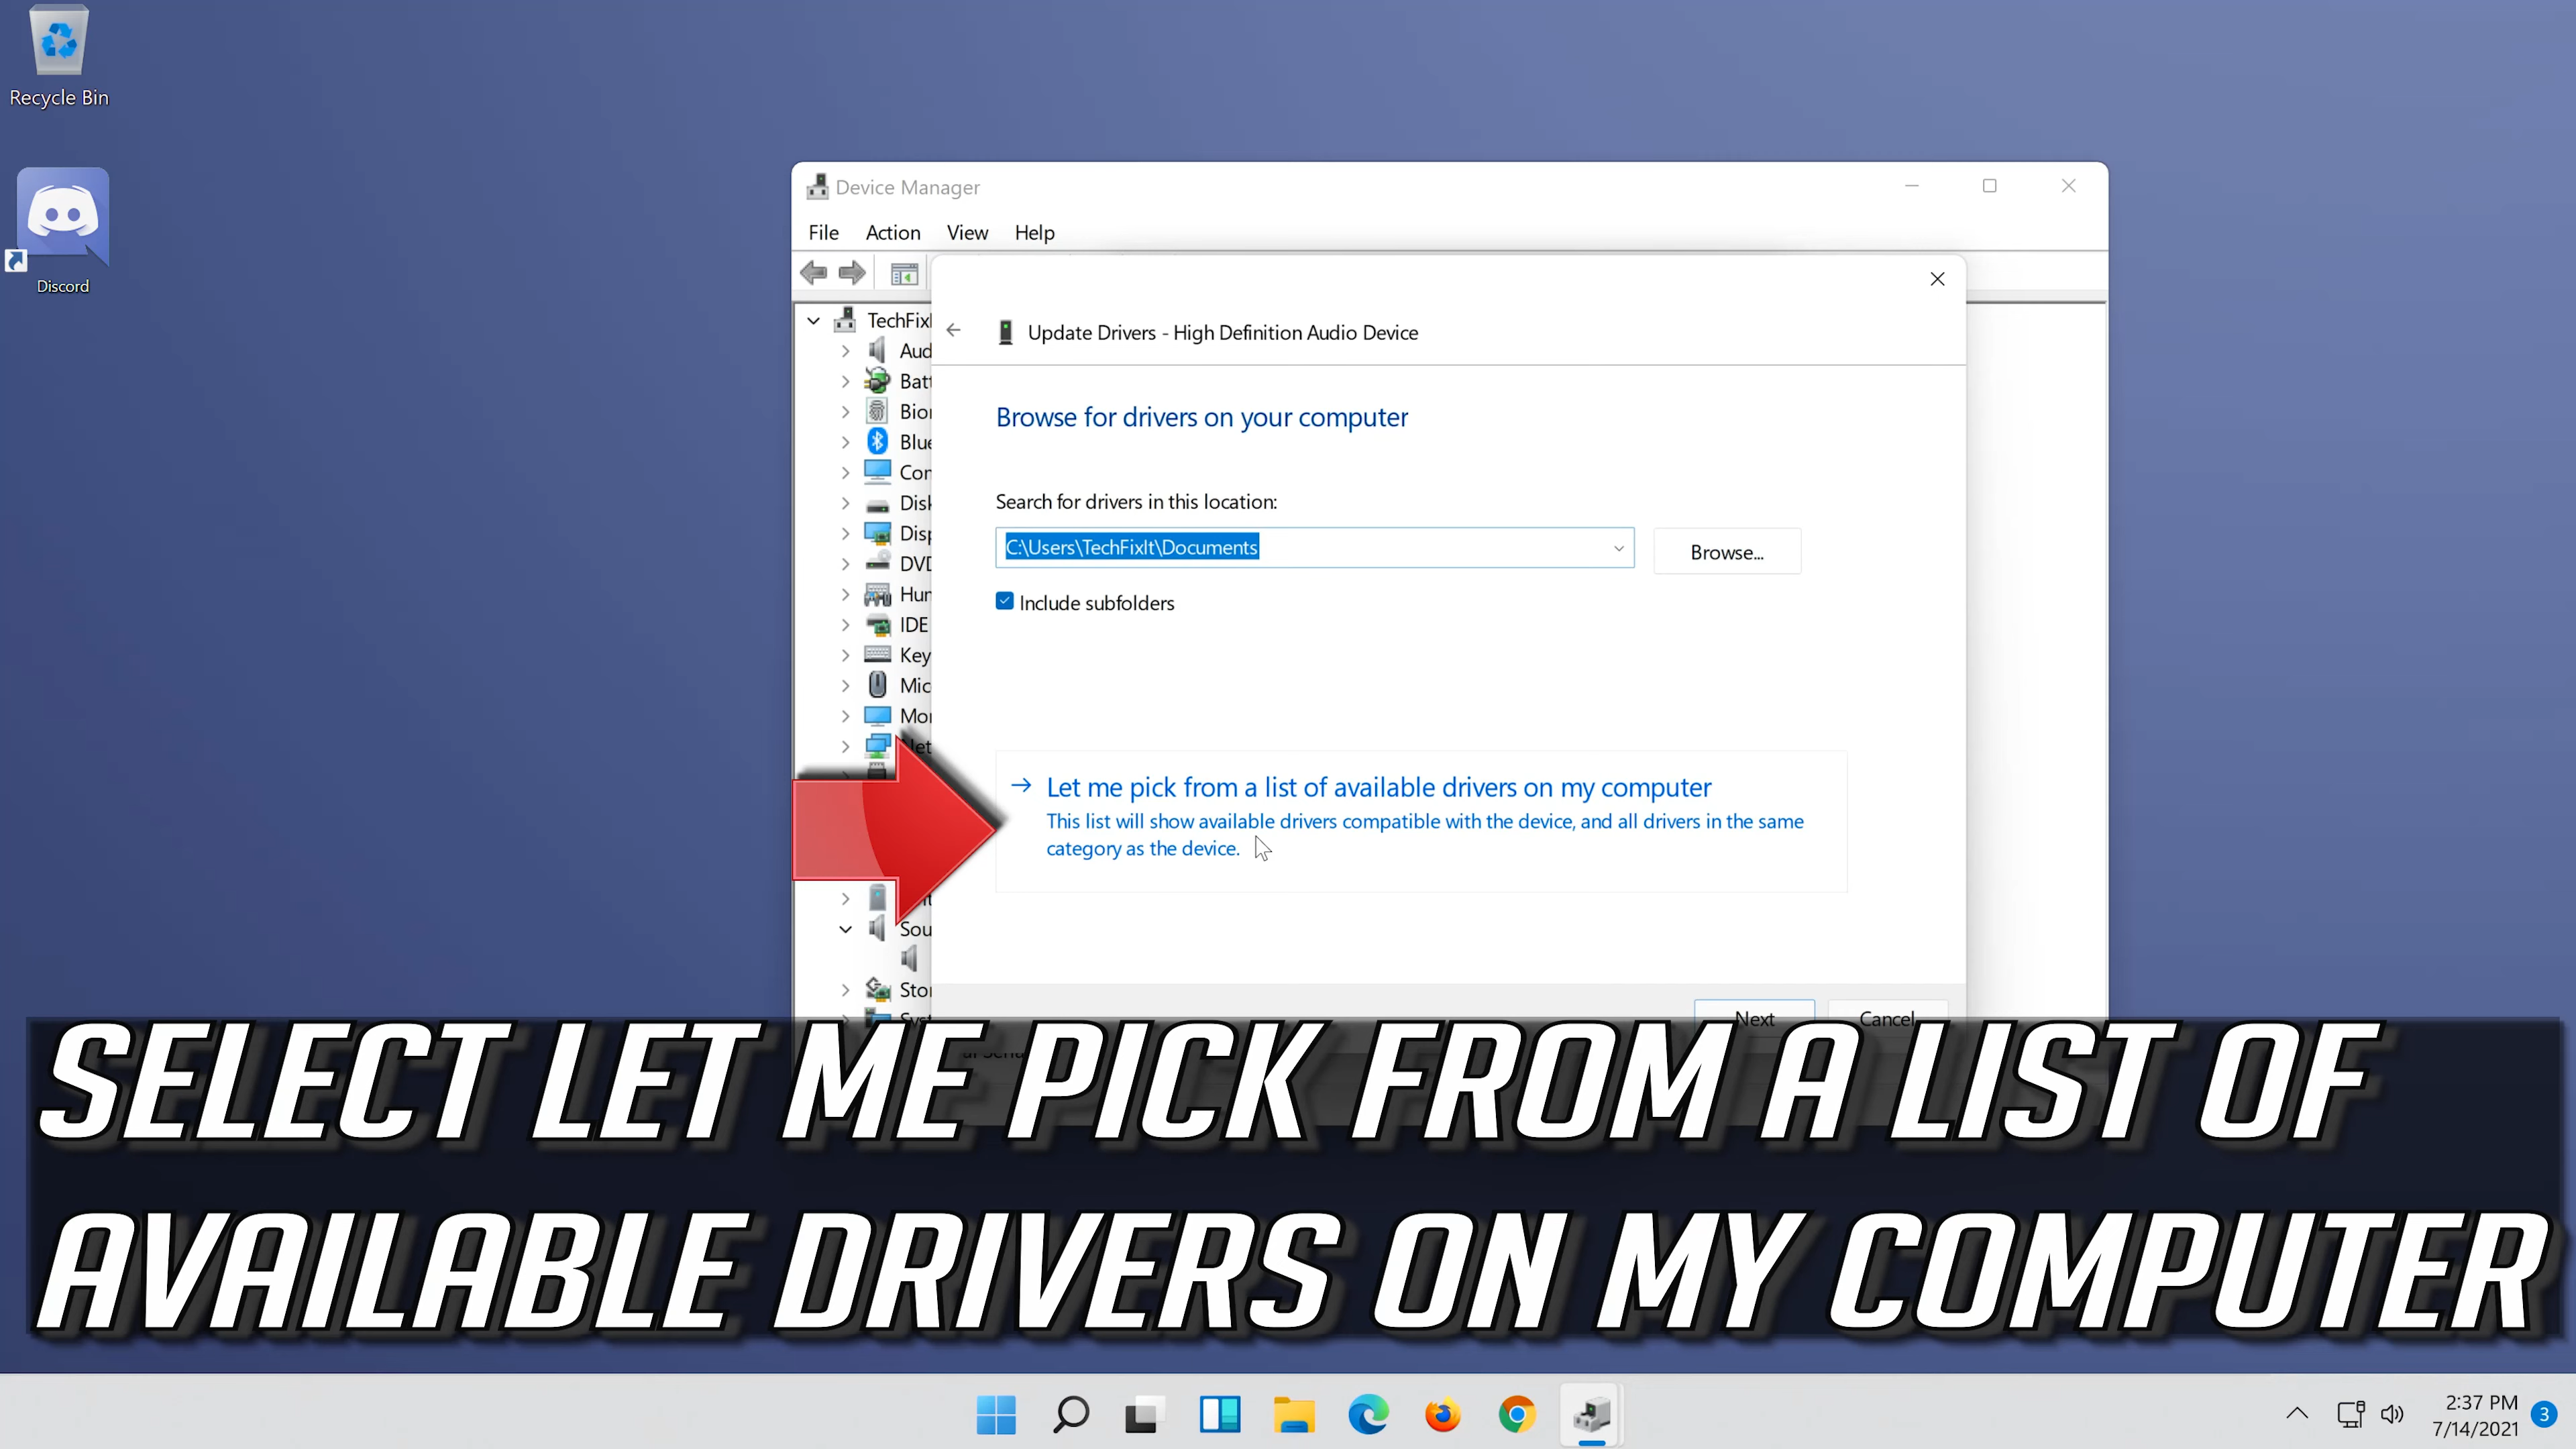 Recycle Bin
Discord
Device Manager
File Action View Help
TechFixI
Update Drivers - High Definition Audio Device
Aud
Batt
Bior
Blue
Con
Disk
Disp
DVD
Hun
IDE
Key
Mic
Mor
Net
Browse for drivers on your computer
Search for drivers in this location:
C:\Users\TechFixIt\Documents
Browse...
Include subfolders
Let me pick from a list of available drivers on my computer
This list will show available drivers compatible with the device, and all drivers in the same
category as the device.
Sou
Stor
Syst
Next Cancel
SELECT LET ME PICK FROM A LIST OF
AVAILABLE DRIVERS ON MY COMPUTER
2:37 PM
7/14/2021
3